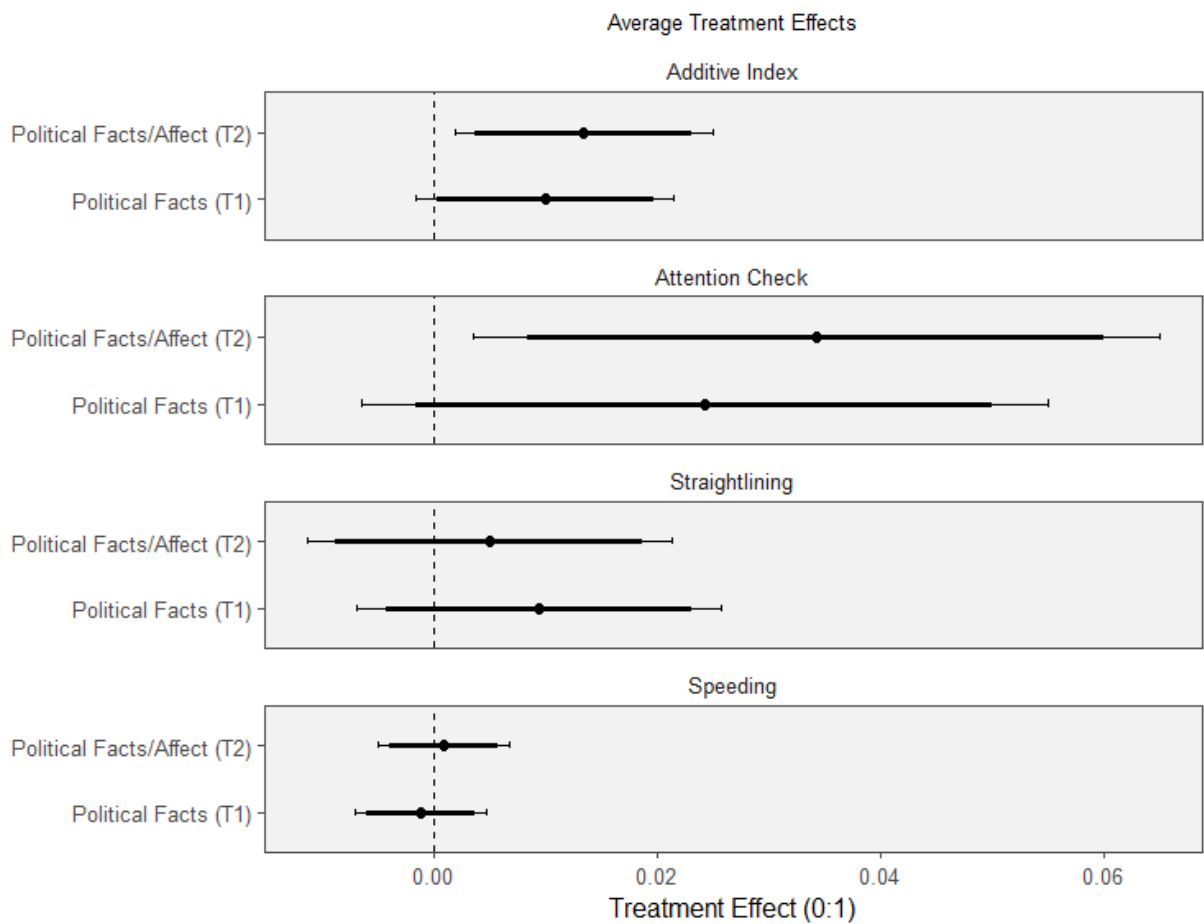 Average Treatment Effects
Additive Index
Political Facts/Affect (T2)
Political Facts (T1)
Attention Check
Political Facts/Affect (T2)
Political Facts (T1)
Straightlining
Political Facts/Affect (T2)
Political Facts (T1)
Speeding
Political Facts/Affect (T2)
Political Facts (T1)
0.00 0.02 0.04 0.06
Treatment Effect (0:1)